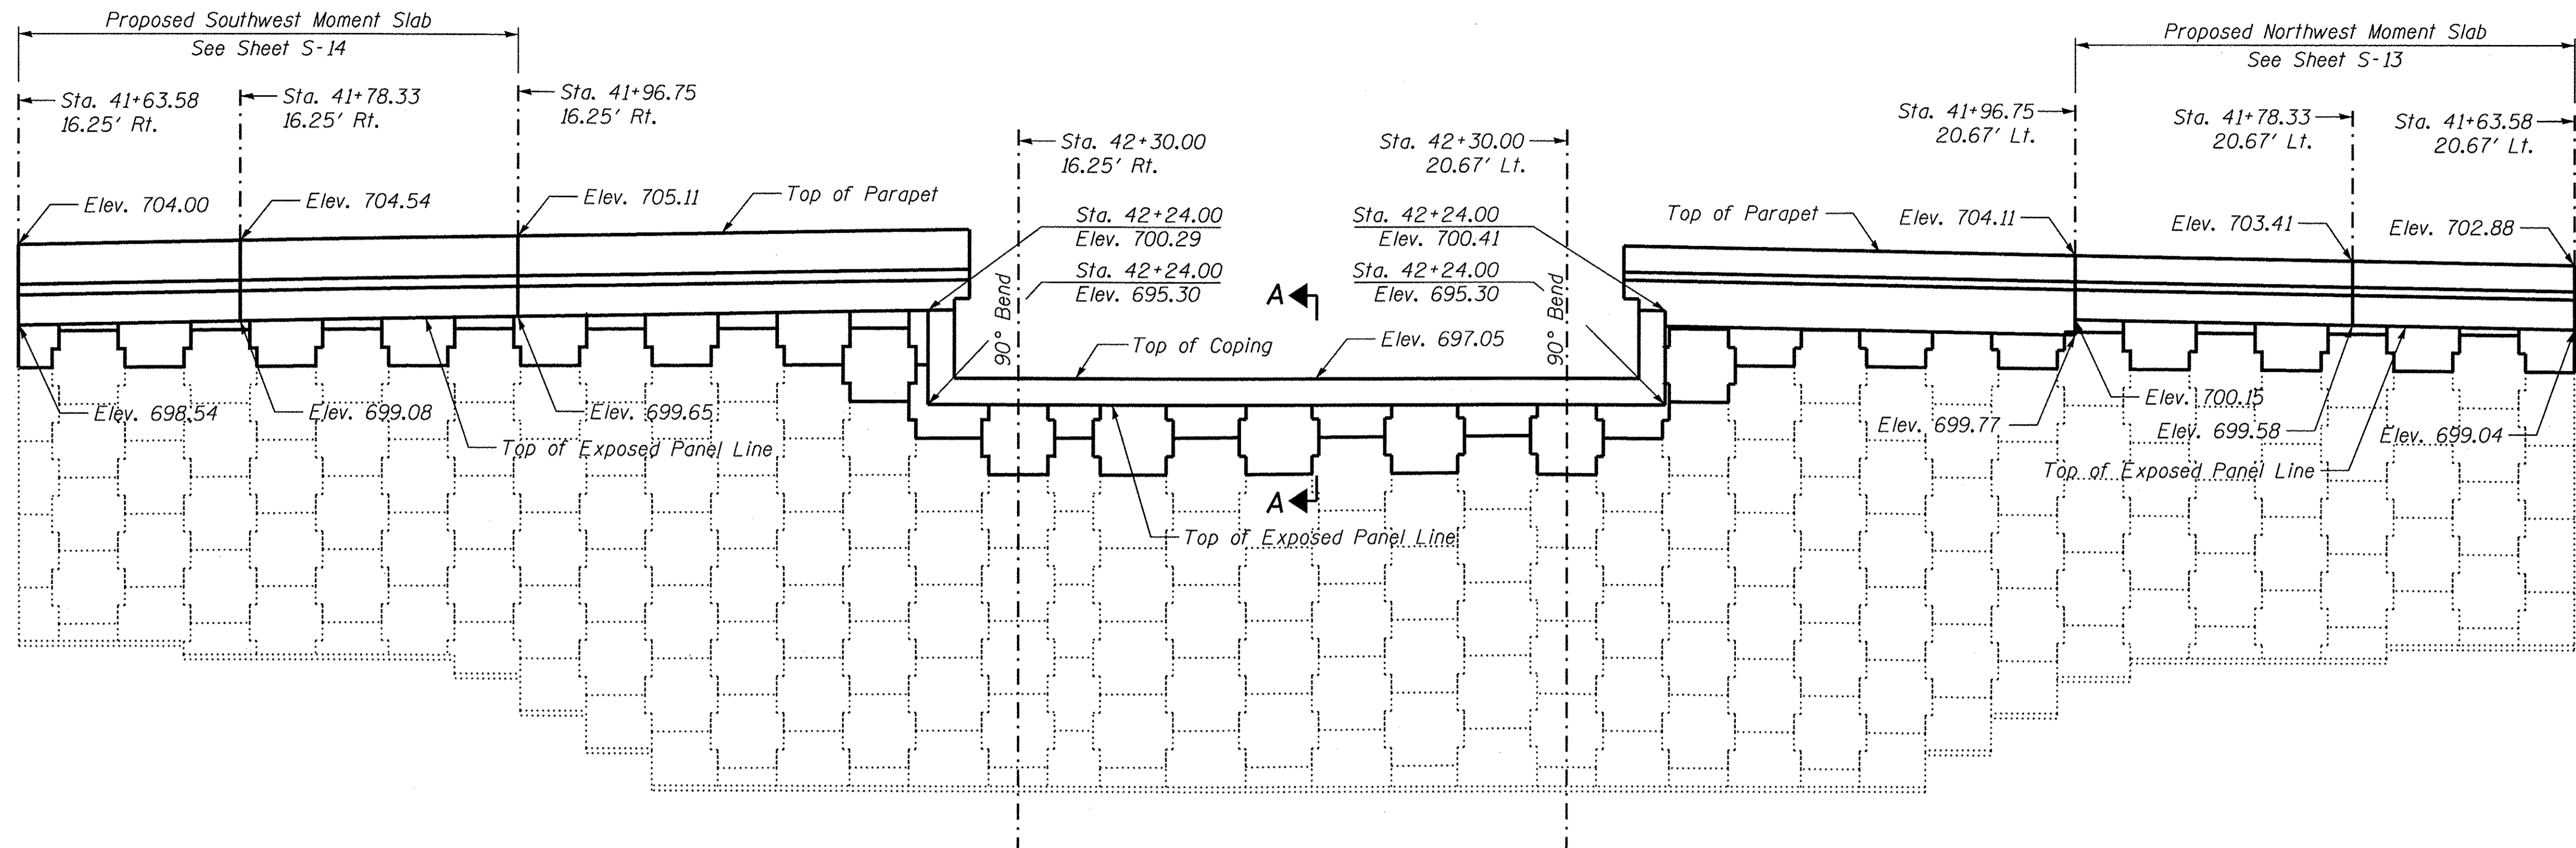 Proposed Southwest Moment Slab
See Sheet S-14
Proposed Northwest Moment Slab
See Sheet S-13
Sta. 41+63.58
16.25' Rt.
Sta. 41+78.33
16.25' Rt.
Sta. 41+96.75
16.25' Rt.
Sta. 42+30.00
16.25' Rt.
Sta. 42+30.00
20.67' Lt.
Sta. 41+96.75
20.67' Lt.
Sta. 41+78.33
20.67' Lt.
Sta. 41+63.58
20.67' Lt.
Elev. 704.00
Elev. 704.54
Elev. 705.11
Top of Parapet
Sta. 42+24.00
Elev. 700.29
Sta. 42+24.00
Elev. 695.30
Sta. 42+24.00
Elev. 700.41
Sta. 42+24.00
Elev. 695.30
Top of Parapet
Elev. 704.11
Elev. 703.41
Elev. 702.88
90° Bend
A
90° Bend
Top of Coping
Elev. 697.05
Elev. 698.54
Elev. 699.08
Elev. 699.65
Top of Exposed Panel Line
A
Top of Exposed Panel Line
Elev. 700.15
Elev. 699.77
Elev. 699.58
Elev. 699.04
Top of Exposed Panel Line